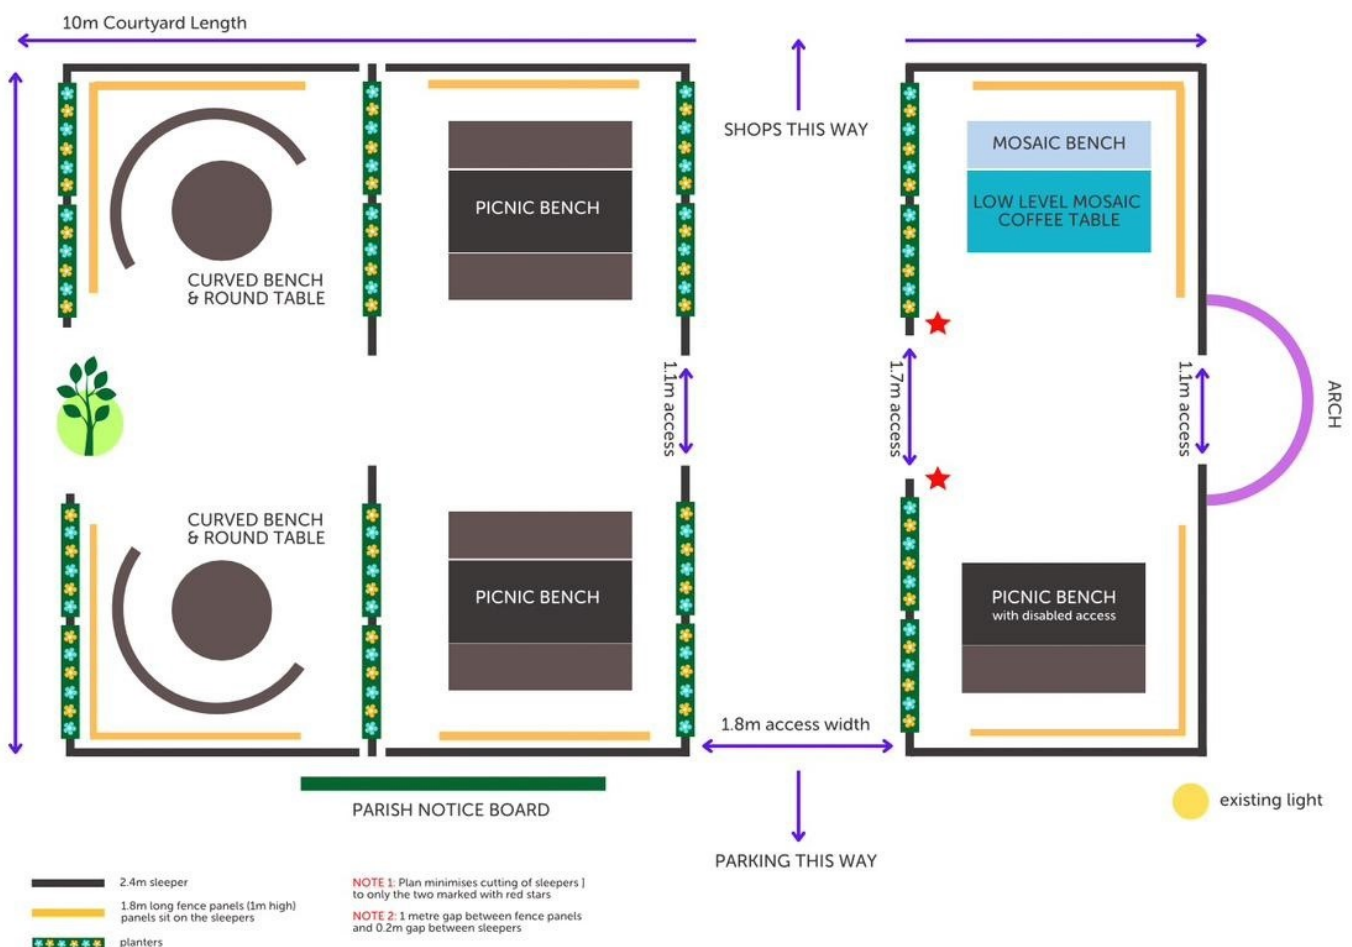 10m Courtyard Length
SHOPS THIS WAY
MOSAIC BENCH
LOW LEVEL MOSAIC
COFFEE TABLE
PICNIC BENCH
CURVED BENCH
& ROUND TABLE
1.1m access
1.7m access
1.1m access
ARCH
CURVED BENCH
& ROUND TABLE
PICNIC BENCH
PICNIC BENCH
with disabled access
1.8m access width
PARISH NOTICE BOARD
existing light
PARKING THIS WAY
2.4m sleeper
1.8m long fence panels (1m high)
panels sit on the sleepers
planters
NOTE 1: Plan minimises cutting of sleepers ]
to only the two marked with red stars
NOTE 2: 1 metre gap between fence panels
and 0.2m gap between sleepers